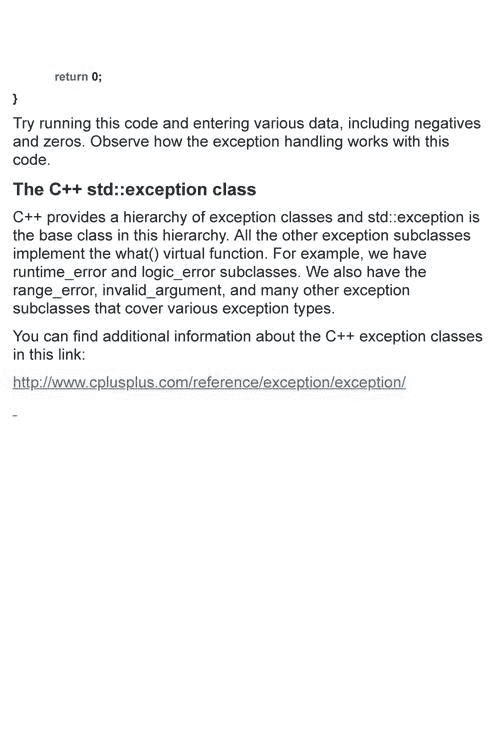 return 0;
}
Try running this code and entering various data, including negatives
and zeros. Observe how the exception handling works with this
code.
The C++ std::exception class
C++ provides a hierarchy of exception classes and std::exception is
the base class in this hierarchy. All the other exception subclasses
implement the what() virtual function. For example, we have
runtime_error and logic_error subclasses. We also have the
range_error, invalid_argument, and many other exception
subclasses that cover various exception types.
You can find additional information about the C++ exception classes
in this link:
http://www.cplusplus.com/reference/exception/exception/